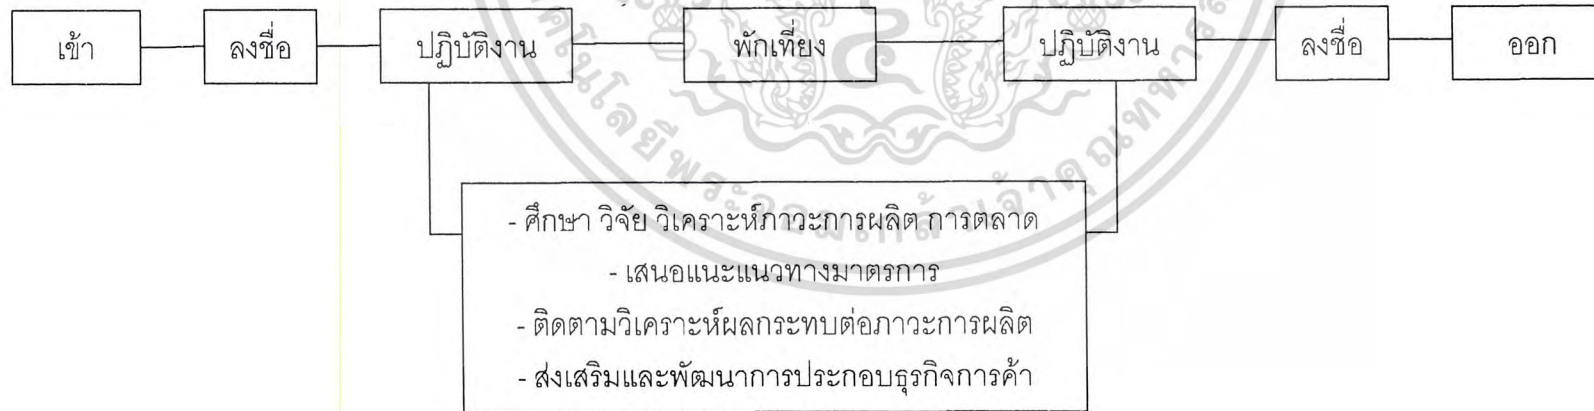 เข้า
ลงชื่อ
ปฏิบัติงาน
พักเที่ยง
ปฏิบัติงาน
ลงชื่อ
ออก
- ศึกษา วิจัย วิเคราะห์ภาวะการผลิต การตลาด
- เสนอแนะแนวทางมาตรการ
- ติดตามวิเคราะห์ผลกระทบต่อภาวะการผลิต
- ส่งเสริมและพัฒนาการประกอบธุรกิจการค้า